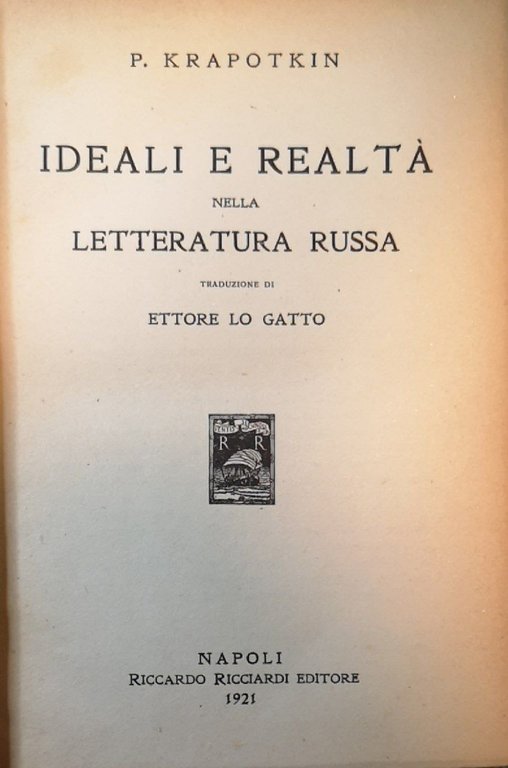 P. KRAPOTKIN
IDEALI E REALTÀ
NELLA
LETTERATURA RUSSA
TRADUZIONE DI
ETTORE LO GATTO
R R
NAPOLI
RICCARDO RICCIARDI EDITORE
1921